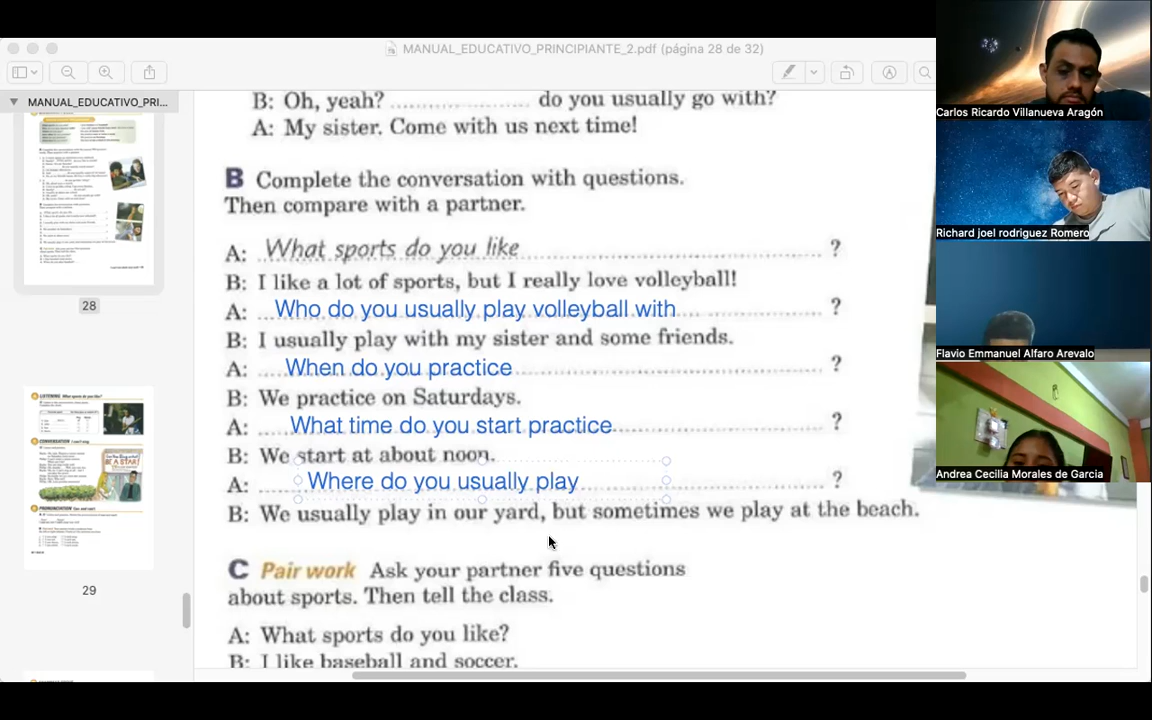 MANUAL_EDUCATIVO_PRINCIPIANTE_2.pdf (página 28 de 32)
MANUAL_EDUCATIVO_PRI...
28
29
B: Oh, yeah? .................. do you usually go with?
A: My sister. Come with us next time!
B Complete the conversation with questions.
Then compare with a partner.
A: What sports do you like ?
B: I like a lot of sports, but I really love volleyball!
A: Who do you usually play volleyball with ?
B: I usually play with my sister and some friends.
A: When do you practice ?
B: We practice on Saturdays.
A: What time do you start practice ?
B: We start at about noon.
A: Where do you usually play ?
B: We usually play in our yard, but sometimes we play at the beach.
C Pair work Ask your partner five questions
about sports. Then tell the class.
A: What sports do you like?
B: I like baseball and soccer.
Carlos Ricardo Villanueva Aragón
Richard joel rodriguez Romero
Flavio Emmanuel Alfaro Arevalo
Andrea Cecilia Morales de Garcia